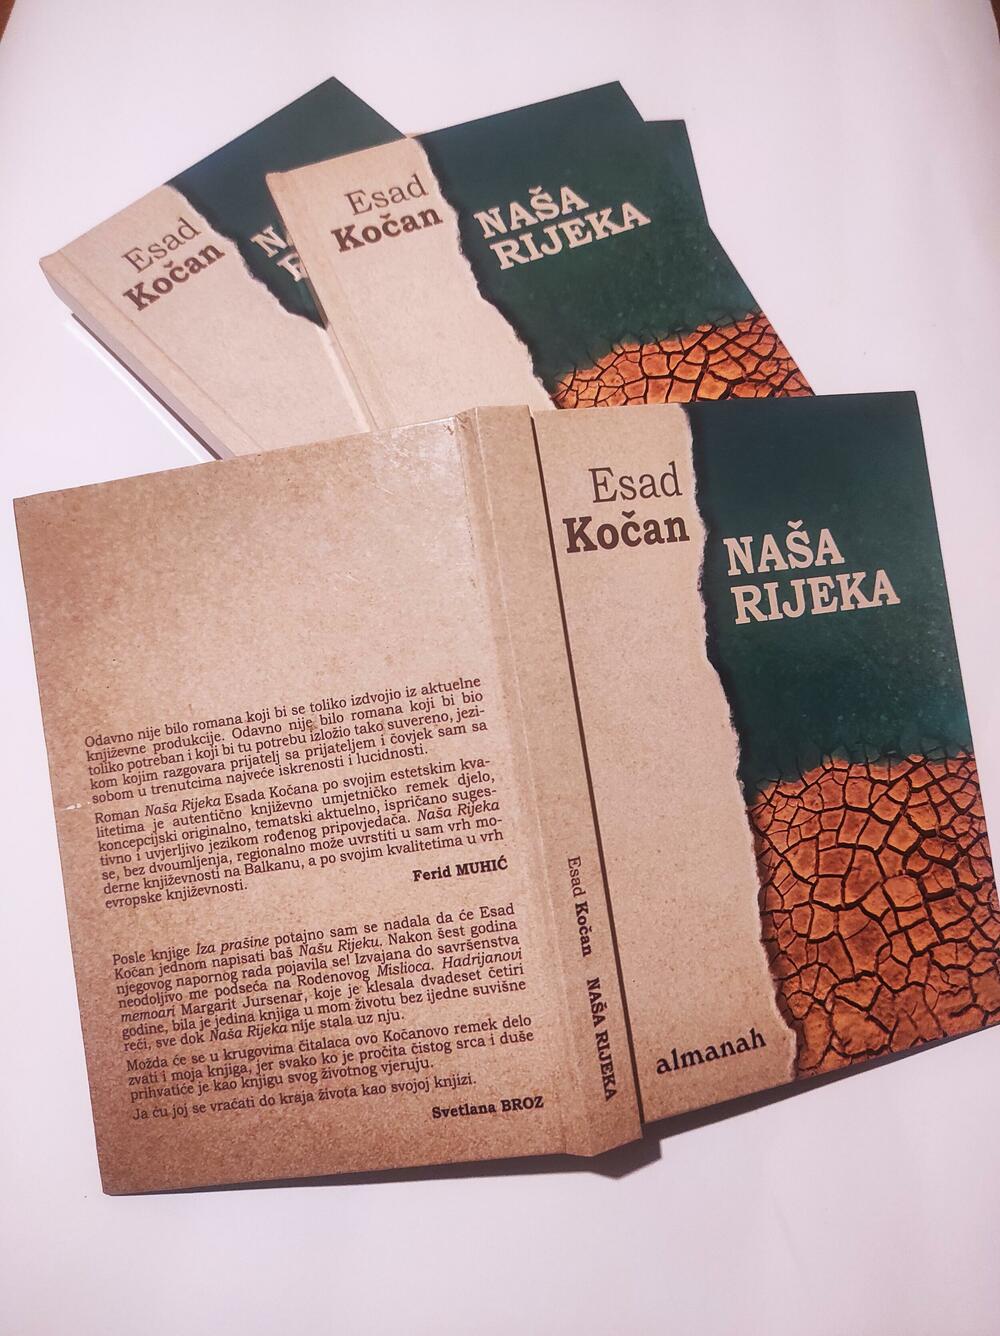 Esad
Kočan
NA
R
Esad
Kočan
NAŠA
RIJEKA
Esad
Kočan
NAŠA
RIJEKA
almanah
Esad Kočan NAŠA RIJEKA
Odavno nije bilo romana koji bi se toliko izdvojio iz aktuelne
književne produkcije. Odavno nije bilo romana koji bi bio
toliko potreban i koji bi tu potrebu izložio tako suvereno, jezi-
kom kojim razgovara prijatelj sa prijateljem i čovjek sam sa
sobom u trenutcima najveće iskrenosti i lucidnosti.
Roman Naša Rijeka Esada Kočana po svojim estetskim kva-
litetima je autentično književno umjetničko remek djelo,
koncepcijski originalno, tematski aktuelno, ispričano suges-
tivno i uvjerljivo jezikom rođenog pripovjedača. Naša Rijeka
se, bez dvoumljenja, regionalno može uvrstiti u sam vrh mo-
derne književnosti na Balkanu, a po svojim kvalitetima u vrh
evropske književnosti.
Ferid MUHIĆ
Posle knjige Iza prašine potajno sam se nadala da će Esad
Kočan jednom napisati baš Našu Rijeku. Nakon šest godina
njegovog napornog rada pojavila se! Izvajana do savršenstva
neodoljivo me podseća na Rodenovog Mislioca. Hadrijanovi
memoari Margarit Jursenar, koje je klesala dvadeset četiri
godine, bila je jedina knjiga u mom životu bez ijedne suvišne
reči, sve dok Naša Rijeka nije stala uz nju.
Možda će se u krugovima čitalaca ovo Kočanovo remek delo
zvati i moja knjiga, jer svako ko je pročita čistog srca i duše
prihvatiće je kao knjigu svog životnog vjeruju.
Ja ću joj se vraćati do kraja života kao svojoj knjizi.
Svetlana BROZ